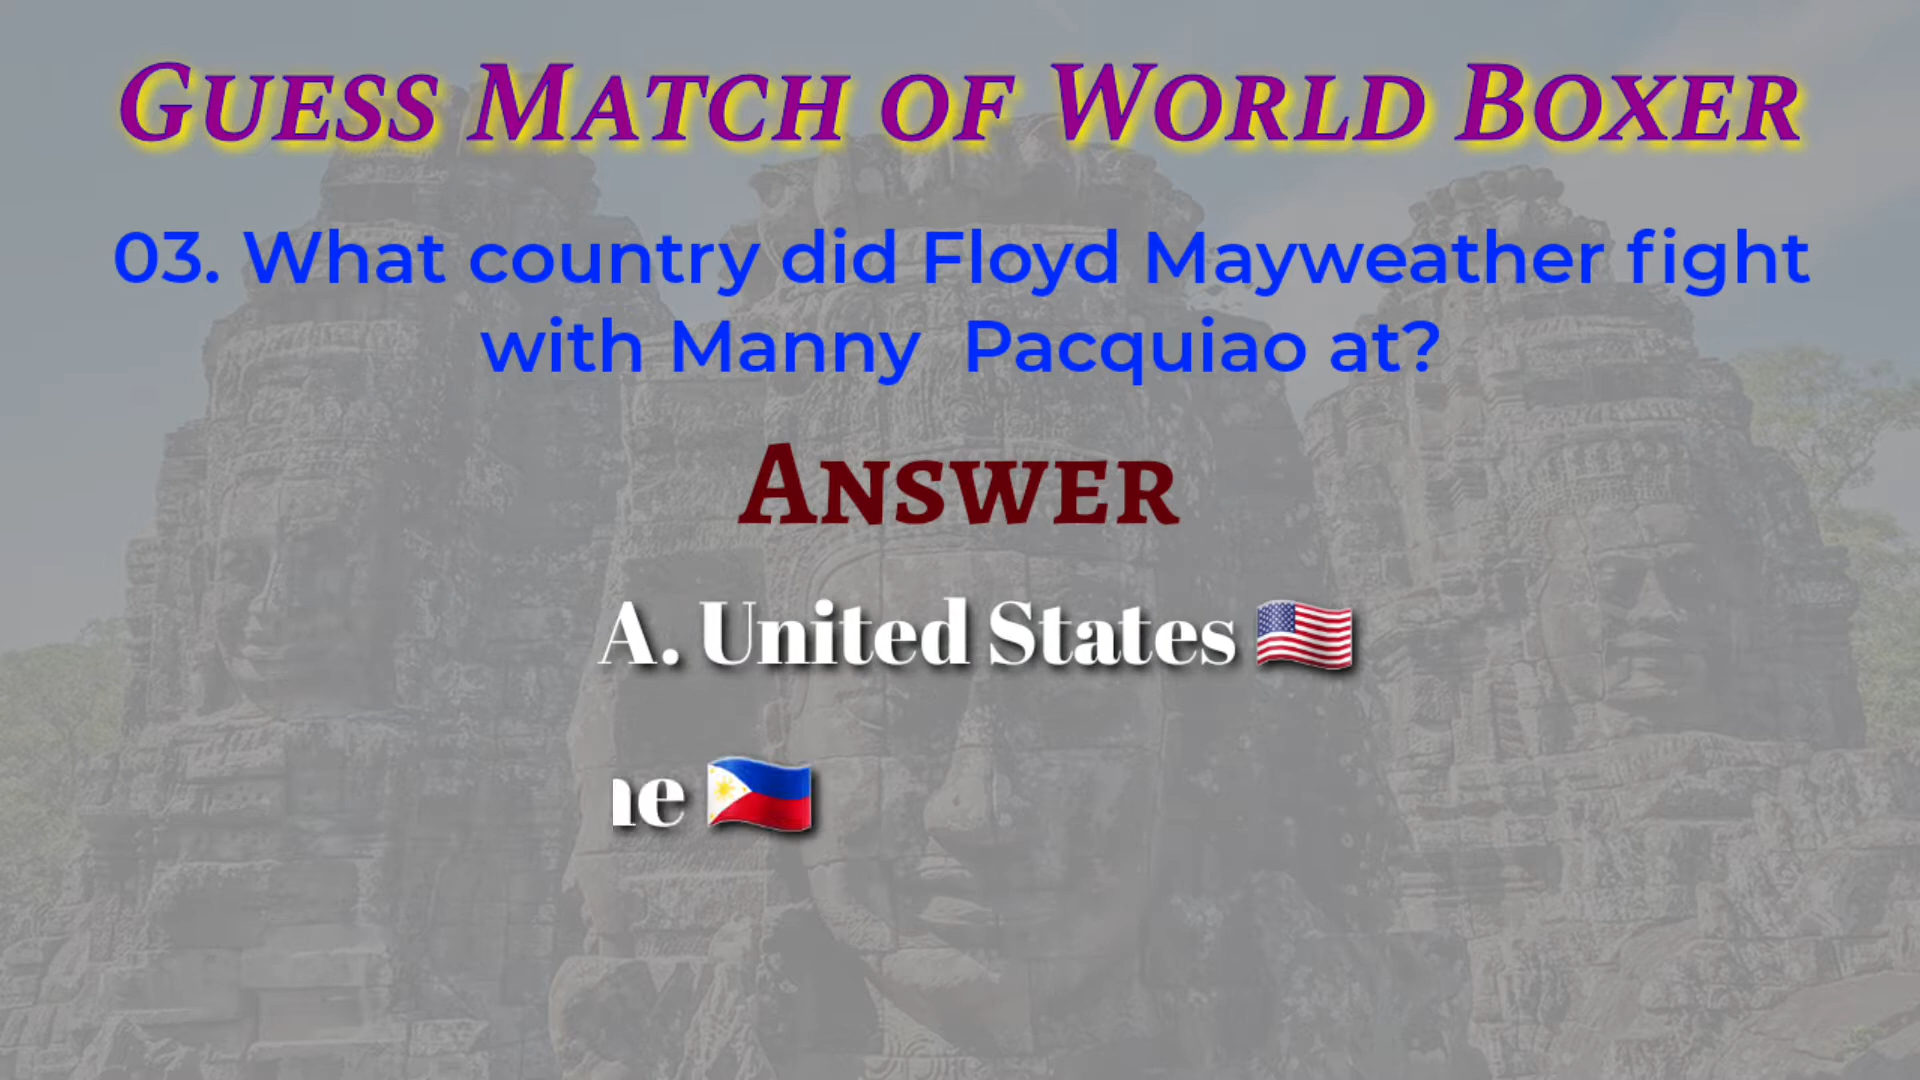 GUESS MATCH OF WORLD BOXER
03. What country did Floyd Mayweather fight
with Manny Pacquiao at?
ANSWER
A. United States 🇺🇸
ne 🇵🇭